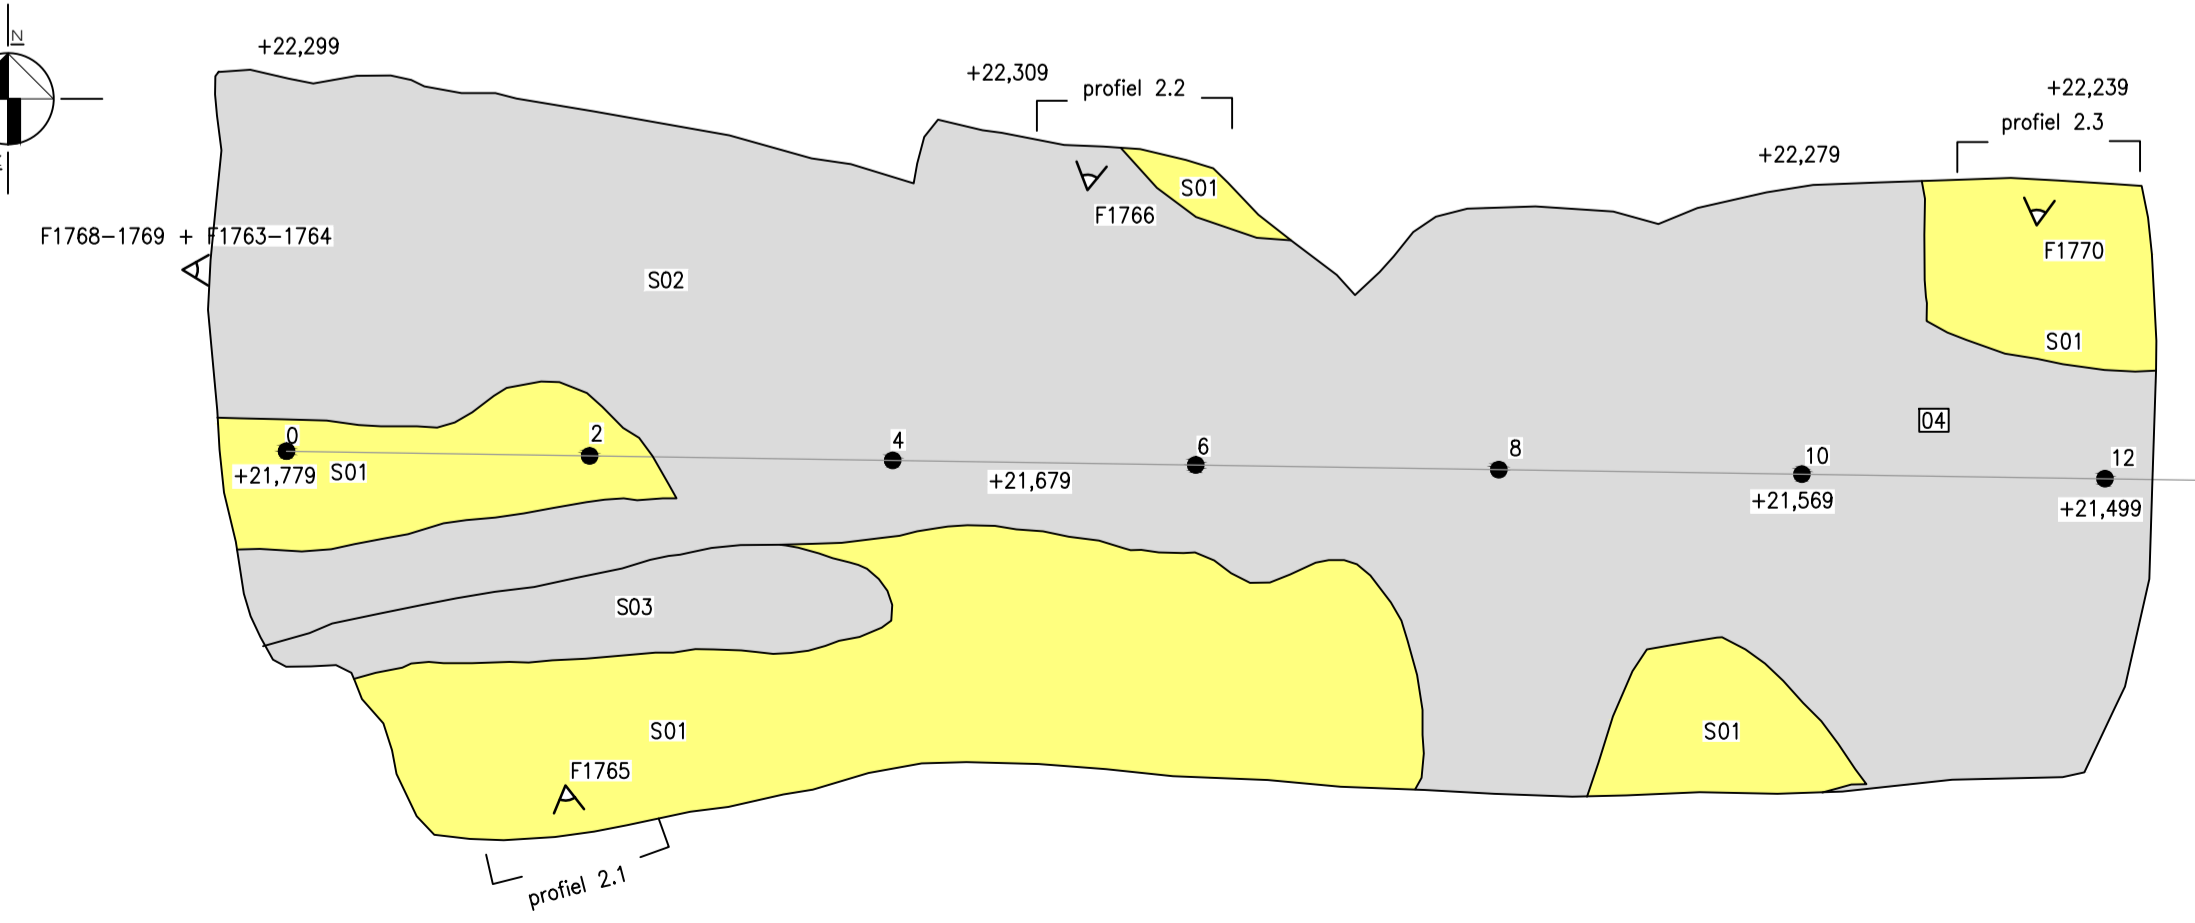 N
+22,299
+22,309
profiel 2.2
+22,239
profiel 2.3
+22,279
S01
F1766
F1768-1769 + F1763-1764
S02
F1770
S01
04
0
2
4
6
8
10
12
+21,779
S01
+21,679
+21,569
+21,499
S03
S01
S01
F1765
profiel 2.1